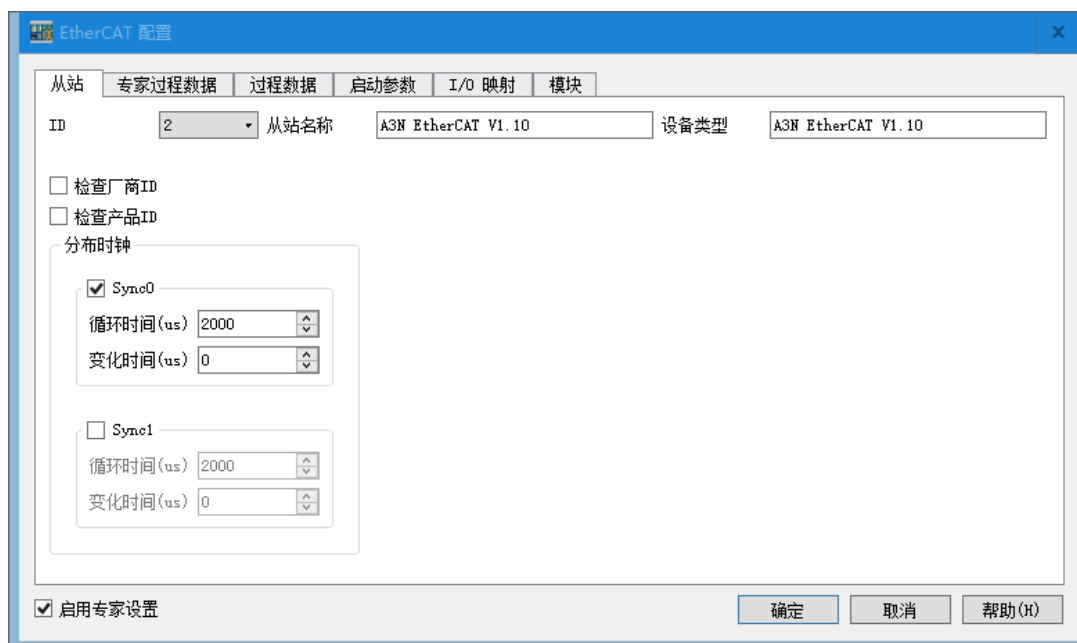 EtherCAT 配置
从站 专家过程数据 过程数据 启动参数 I/O 映射 模块
ID 2 从站名称 A3N EtherCAT V1.10 设备类型 A3N EtherCAT V1.10
检查厂商ID
检查产品ID
分布时钟
Sync0
循环时间(us) 2000
变化时间(us) 0
Sync1
循环时间(us) 2000
变化时间(us) 0
启用专家设置 确定 取消 帮助(H)